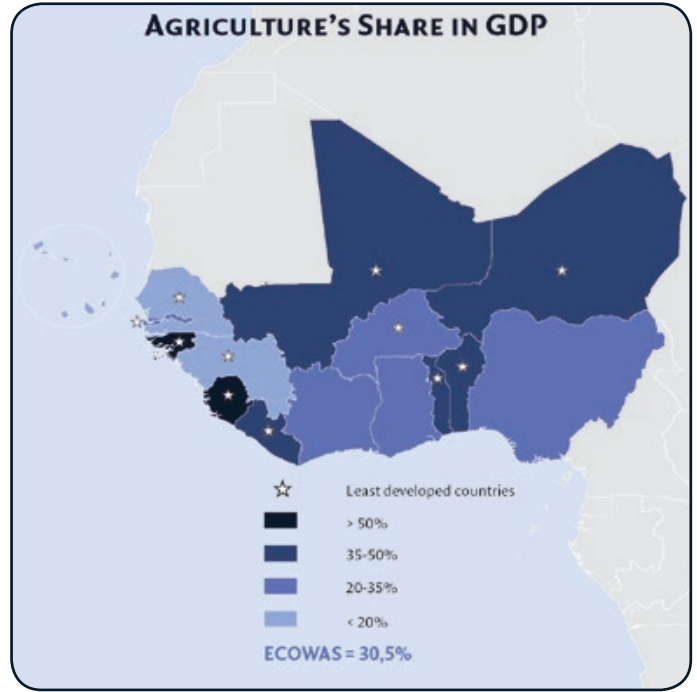 AGRICULTURE'S SHARE IN GDP
Least developed countries
> 50%
35-50%
20-35%
< 20%
ECOWAS = 30,5%